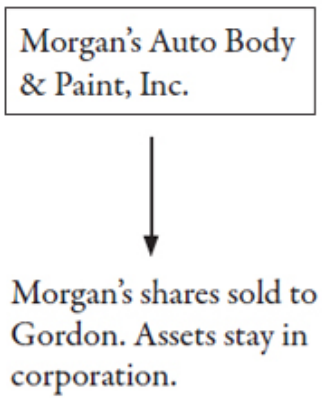 Morgan’s Auto Body
& Paint, Inc.
Morgan’s shares sold to
Gordon. Assets stay in
corporation.